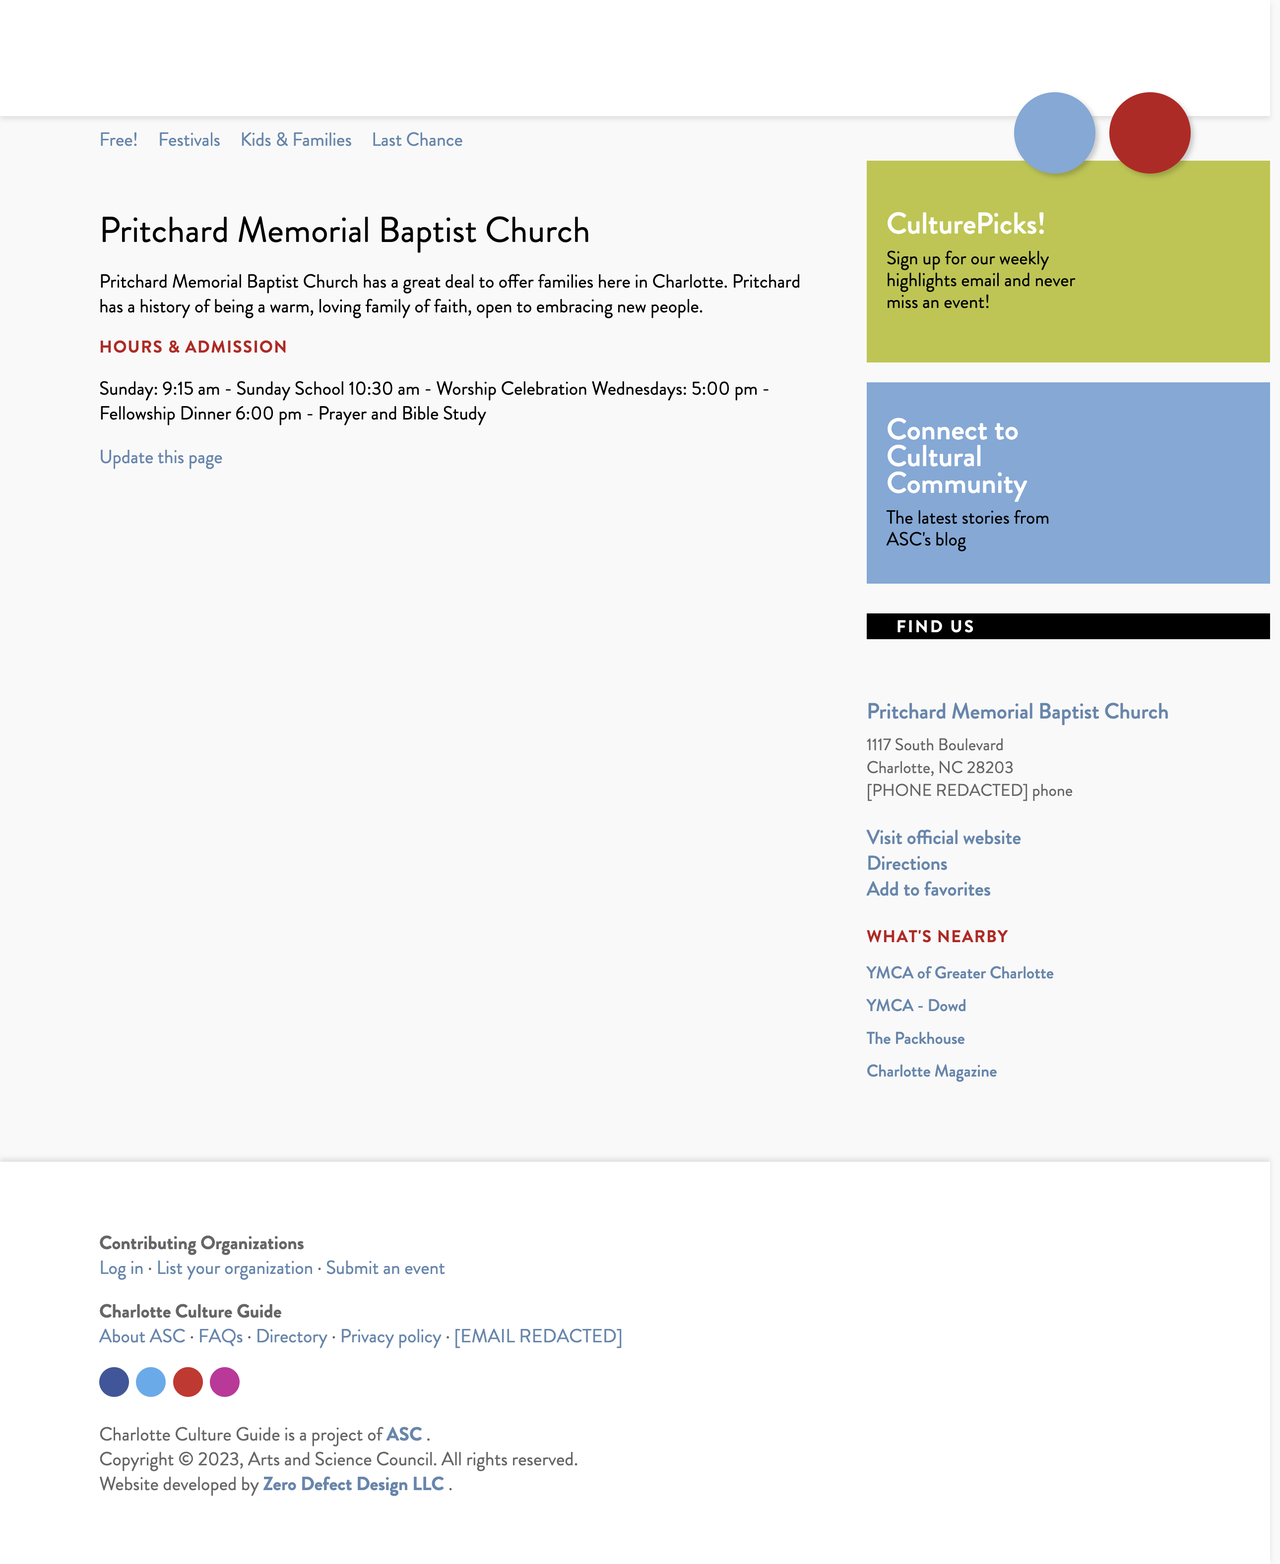 Free! Festivals Kids & Families Last Chance
Pritchard Memorial Baptist Church
Pritchard Memorial Baptist Church has a great deal to offer families here in Charlotte. Pritchard
has a history of being a warm, loving family of faith, open to embracing new people.
HOURS & ADMISSION
Sunday: 9:15 am - Sunday School 10:30 am - Worship Celebration Wednesdays: 5:00 pm -
Fellowship Dinner 6:00 pm - Prayer and Bible Study
Update this page
CulturePicks!
Sign up for our weekly
highlights email and never
miss an event!
Connect to
Cultural
Community
The latest stories from
ASC's blog
FIND US
Pritchard Memorial Baptist Church
1117 South Boulevard
Charlotte, NC 28203
[PHONE REDACTED] phone
Visit official website
Directions
Add to favorites
WHAT'S NEARBY
YMCA of Greater Charlotte
YMCA - Dowd
The Packhouse
Charlotte Magazine
Contributing Organizations
Log in · List your organization · Submit an event
Charlotte Culture Guide
About ASC · FAQs · Directory · Privacy policy · [EMAIL REDACTED]
Charlotte Culture Guide is a project of ASC .
Copyright © 2023, Arts and Science Council. All rights reserved.
Website developed by Zero Defect Design LLC .